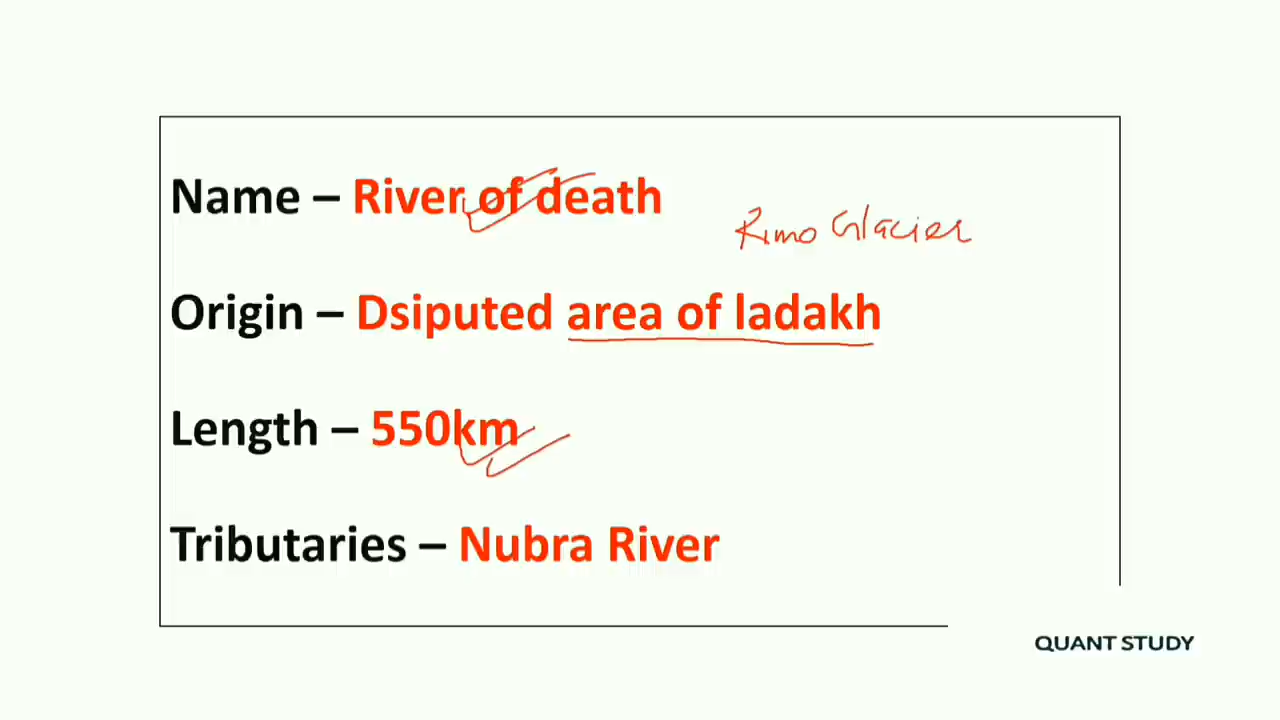 Name – River of death
Rimo Glacier
Origin – Dsiputed area of ladakh
Length – 550km
Tributaries – Nubra River
QUANT STUDY